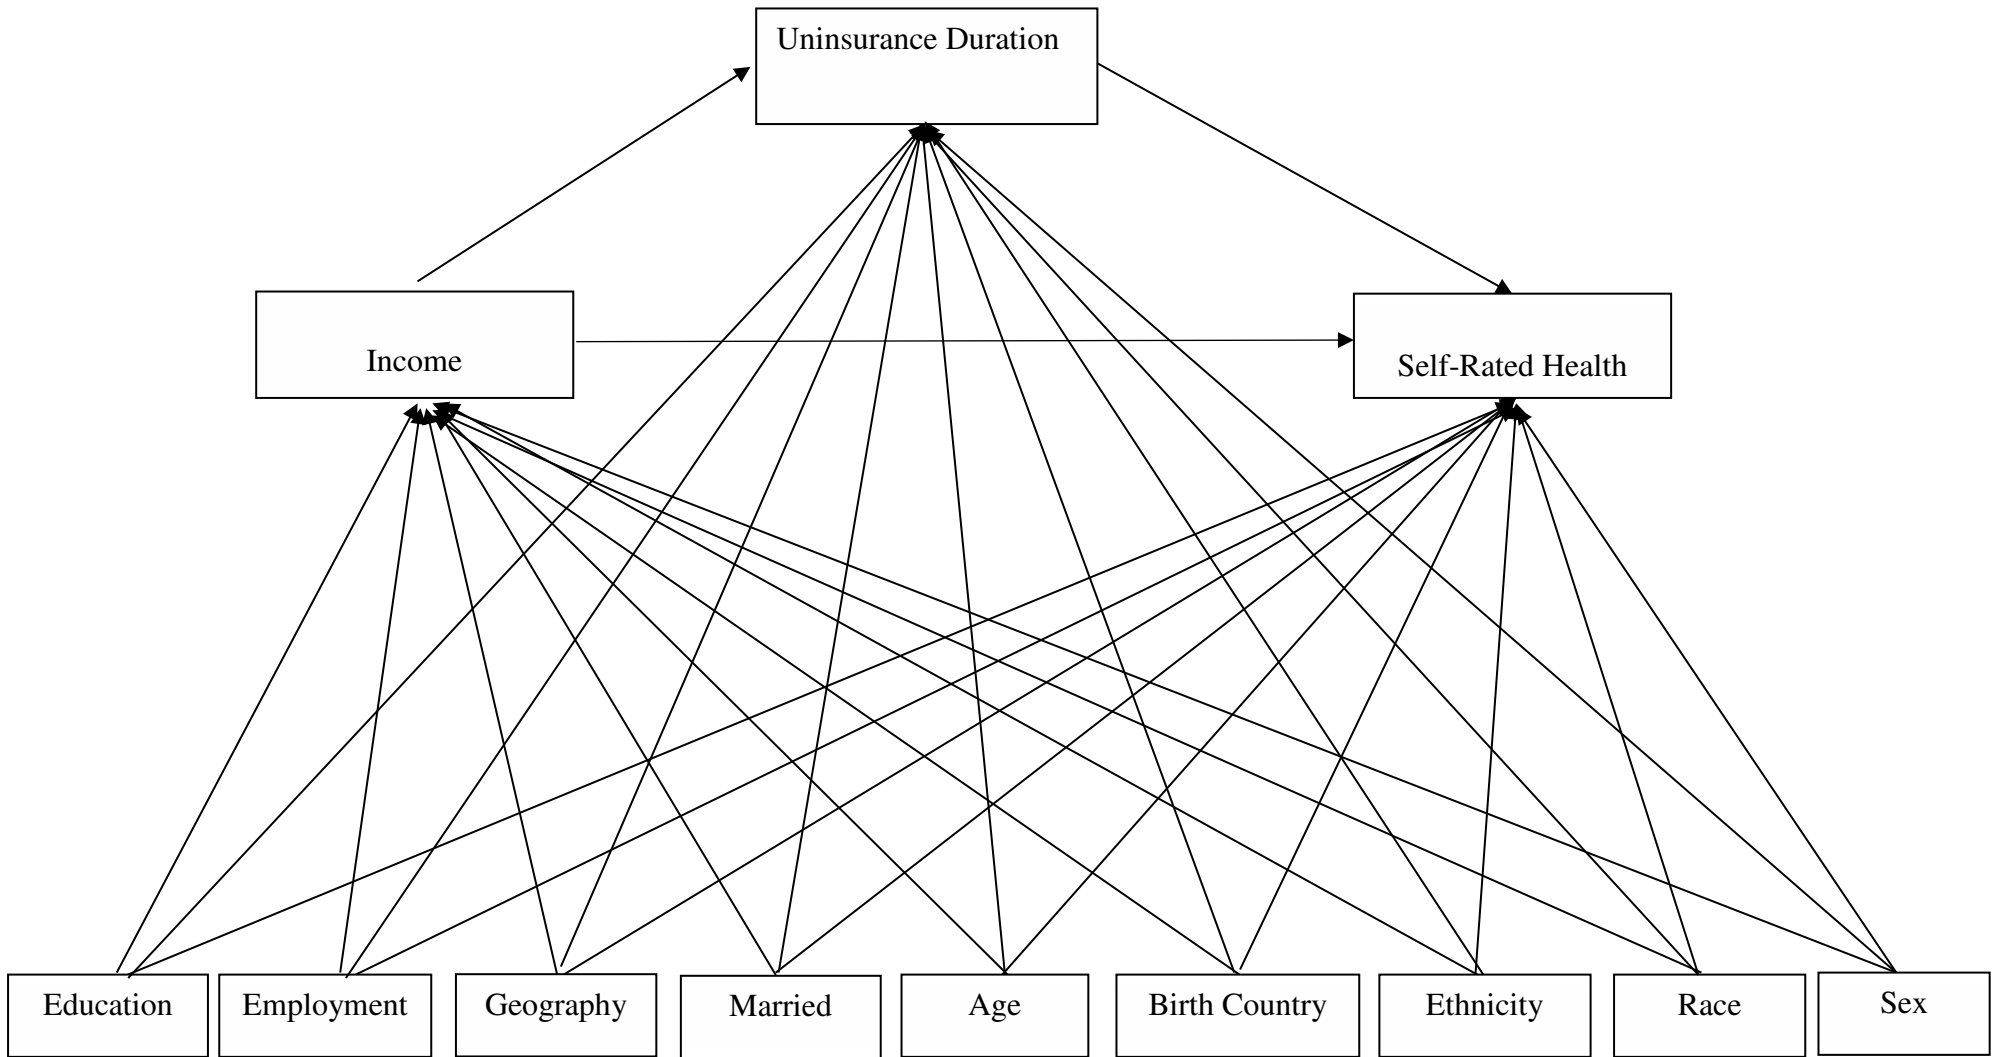 Uninsurance Duration
Income
Self-Rated Health
Education
Employment
Geography
Married
Age
Birth Country
Ethnicity
Race
Sex